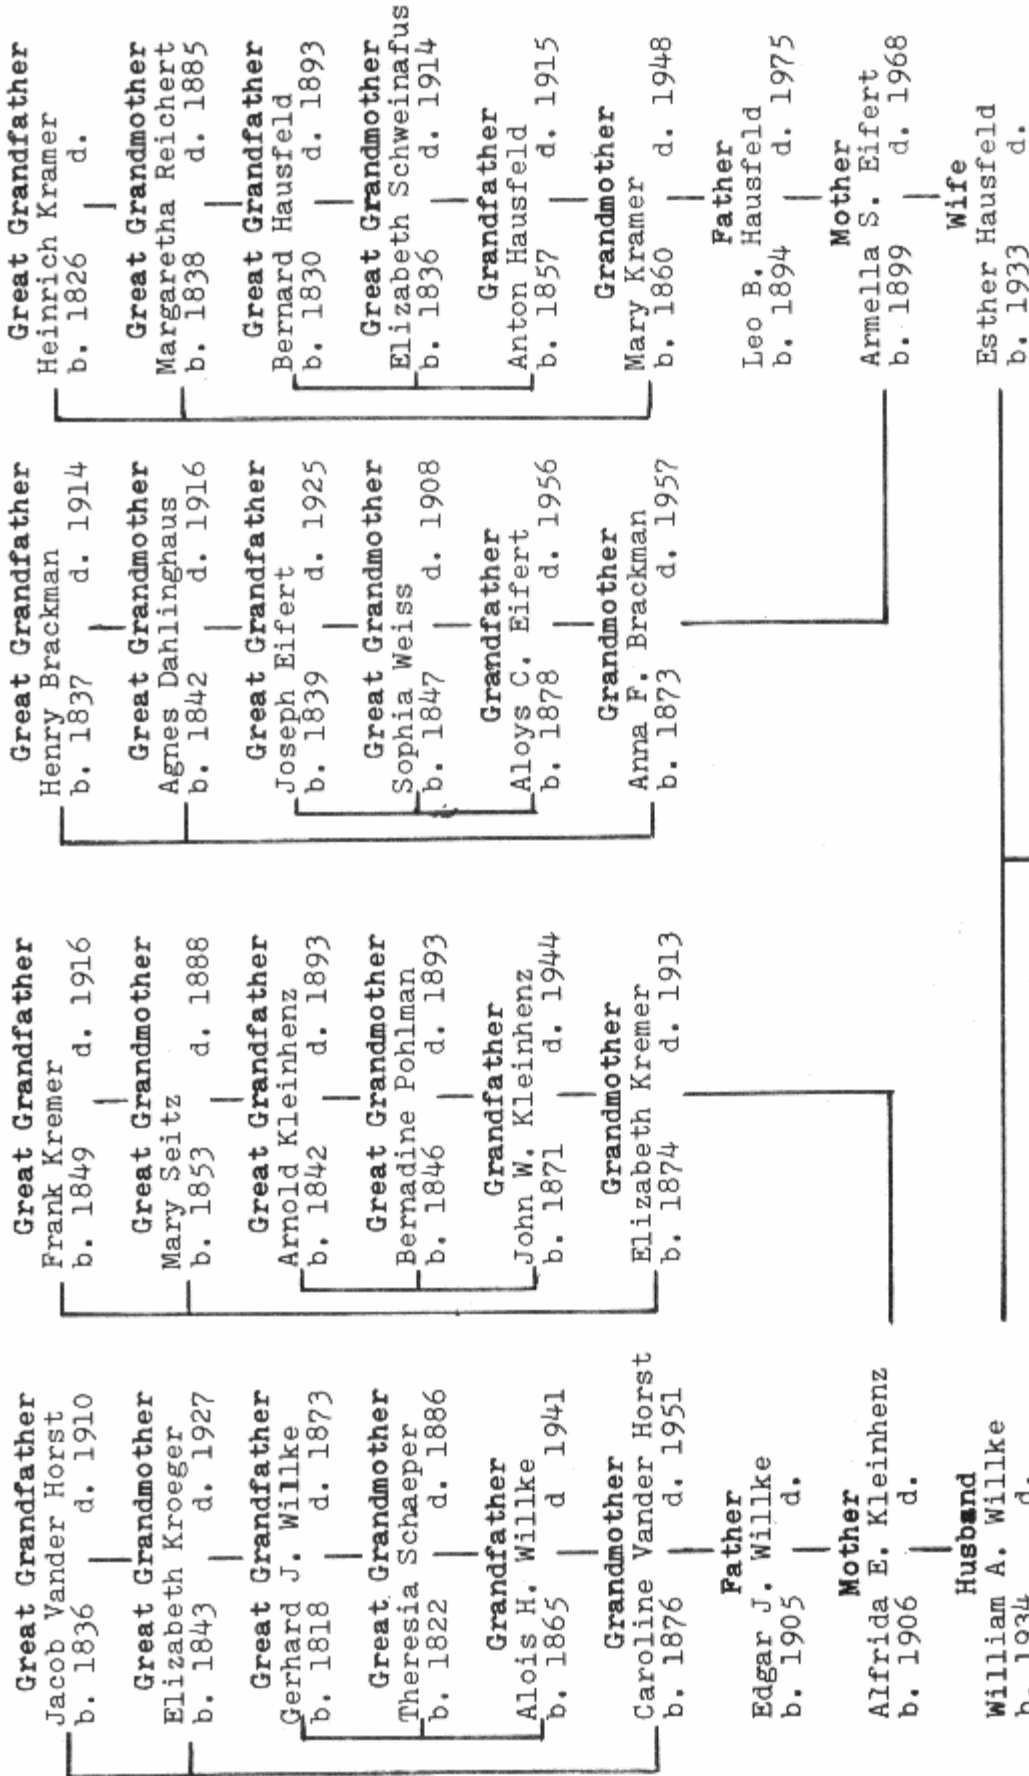 Great Grandfather
Jacob Vander Horst
b. 1836 d. 1910
Great Grandmother
Elizabeth Kroeger
b. 1843 d. 1927
Great Grandfather
Gerhard J. Willke
b. 1818 d. 1873
Great Grandmother
Theresia Schaeper
b. 1822 d. 1886
Grandfather
Alois H. Willke
b. 1865 d 1941
Grandmother
Caroline Vander Horst
b. 1876 d. 1951
Father
Edgar J. Willke
b. 1905 d.
Mother
Alfrida E. Kleinhenz
b. 1906 d.
Husband
William A. Willke
b. 1934 d.
Great Grandfather
Frank Kremer
b. 1849 d. 1916
Great Grandmother
Mary Seitz
b. 1853 d. 1888
Great Grandfather
Arnold Kleinhenz
b. 1842 d. 1893
Great Grandmother
Bernadine Pohlman
b. 1846 d. 1893
Grandfather
John W. Kleinhenz
b. 1871 d. 1944
Grandmother
Elizabeth Kremer
b. 1874 d. 1913
Great Grandfather
Henry Brackman
b. 1837 d. 1914
Great Grandmother
Agnes Dahlinghaus
b. 1842 d. 1916
Great Grandfather
Joseph Eifert
b. 1839 d. 1925
Great Grandmother
Sophia Weiss
b. 1847 d. 1908
Grandfather
Aloys C. Eifert
b. 1878 d. 1956
Grandmother
Anna F. Brackman
b. 1873 d. 1957
Great Grandfather
Heinrich Kramer
b. 1826 d.
Great Grandmother
Margaretha Reichert
b. 1838 d. 1885
Great Grandfather
Bernard Hausfeld
b. 1830 d. 1893
Great Grandmother
Elizabeth Schweinafus
b. 1836 d. 1914
Grandfather
Anton Hausfeld
b. 1857 d. 1915
Grandmother
Mary Kramer
b. 1860 d. 1948
Father
Leo B. Hausfeld
b. 1894 d. 1975
Mother
Armella S. Eifert
b. 1899 d. 1968
Wife
Esther Hausfeld
b. 1933 d.